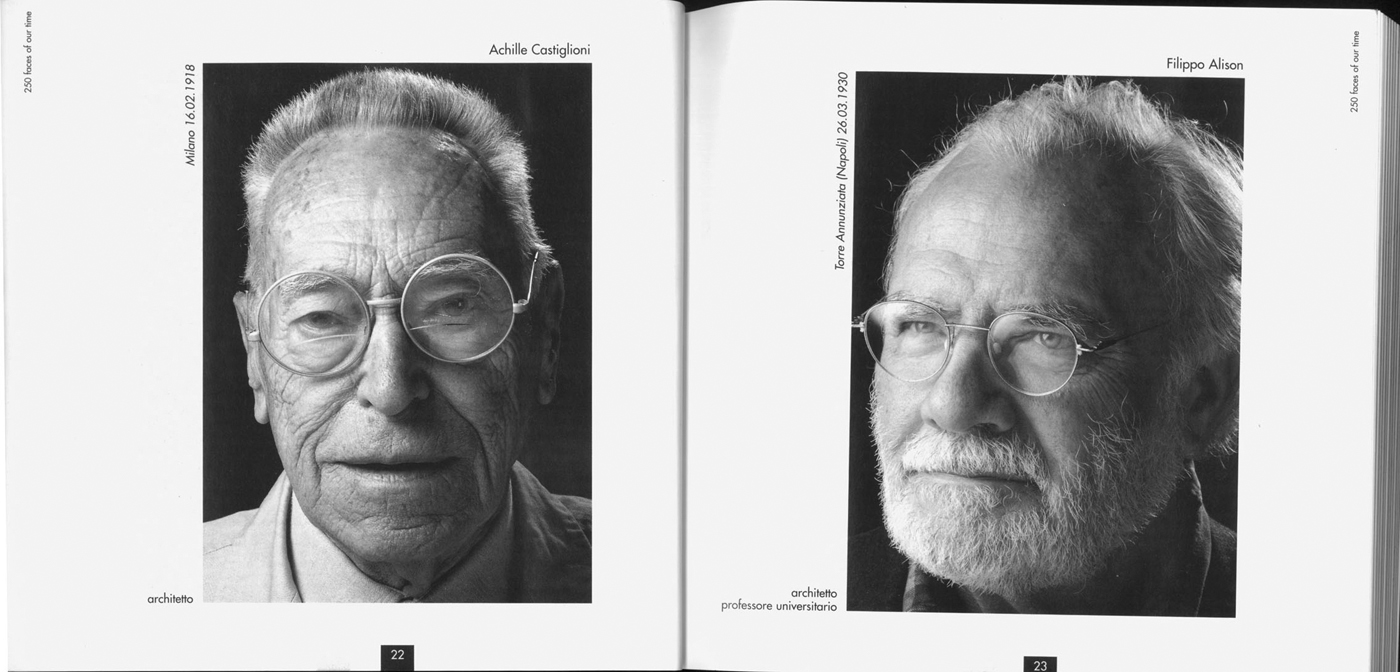 250 faces of our time
Achille Castiglioni
Milano 16.02.1918
architetto
22
Filippo Alison
250 faces of our time
Torre Annunziata (Napoli) 26.03.1930
architetto
professore universitario
23